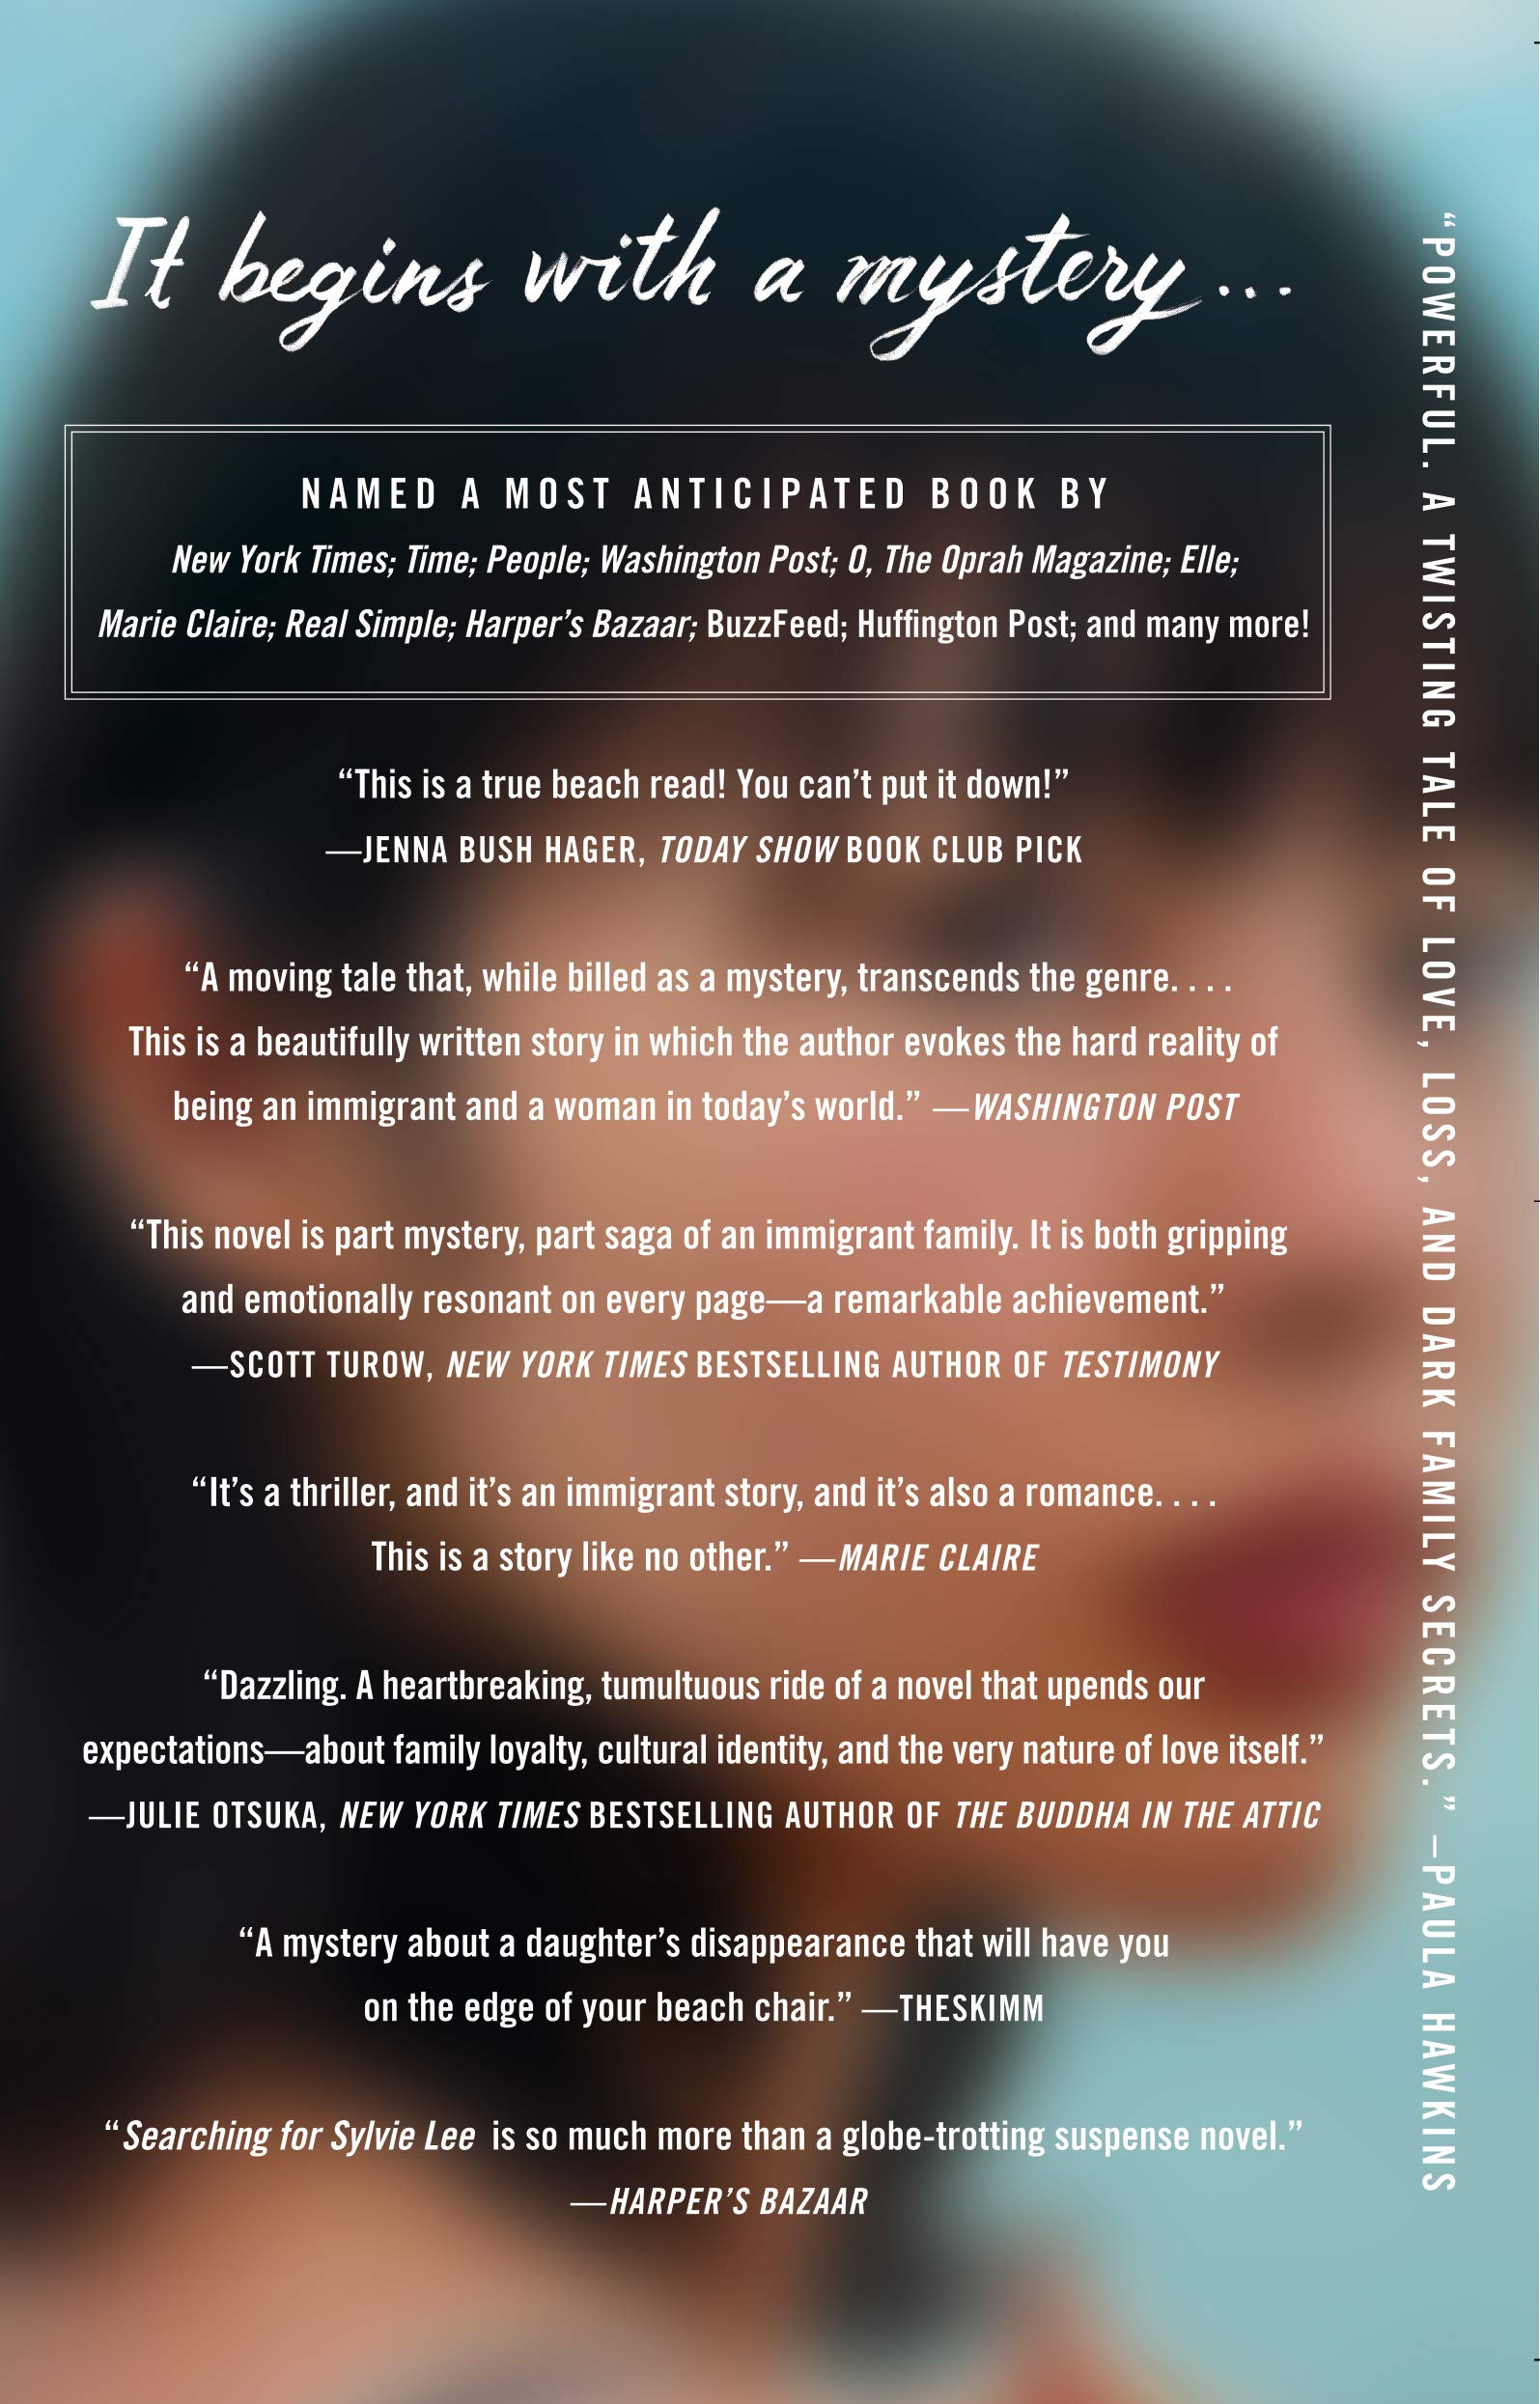 It begins with a mystery...
NAMED A MOST ANTICIPATED BOOK BY
New York Times; Time; People; Washington Post; O, The Oprah Magazine; Elle;
Marie Claire; Real Simple; Harper’s Bazaar; BuzzFeed; Huffington Post; and many more!
“This is a true beach read! You can’t put it down!”
—JENNA BUSH HAGER, TODAY SHOW BOOK CLUB PICK
“A moving tale that, while billed as a mystery, transcends the genre. . . .
This is a beautifully written story in which the author evokes the hard reality of
being an immigrant and a woman in today’s world.” —WASHINGTON POST
“This novel is part mystery, part saga of an immigrant family. It is both gripping
and emotionally resonant on every page—a remarkable achievement.”
—SCOTT TUROW, NEW YORK TIMES BESTSELLING AUTHOR OF TESTIMONY
“It’s a thriller, and it’s an immigrant story, and it’s also a romance. . . .
This is a story like no other.” —MARIE CLAIRE
“Dazzling. A heartbreaking, tumultuous ride of a novel that upends our
expectations—about family loyalty, cultural identity, and the very nature of love itself.”
—JULIE OTSUKA, NEW YORK TIMES BESTSELLING AUTHOR OF THE BUDDHA IN THE ATTIC
“A mystery about a daughter’s disappearance that will have you
on the edge of your beach chair.” —THESKIMM
“Searching for Sylvie Lee is so much more than a globe-trotting suspense novel.”
—HARPER’S BAZAAR
“POWERFUL. A TWISTING TALE OF LOVE, LOSS, AND DARK FAMILY SECRETS.” —PAULA HAWKINS